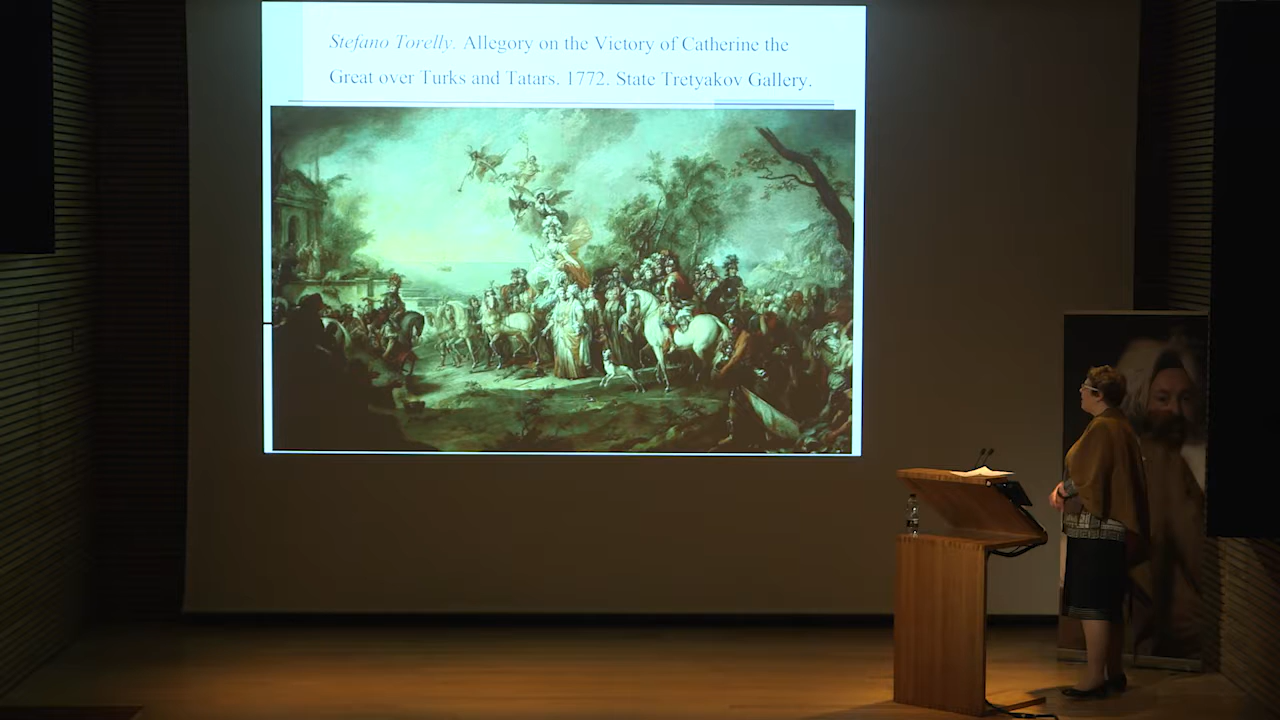 Stefano Torelly. Allegory on the Victory of Catherine the
Great over Turks and Tatars. 1772. State Tretyakov Gallery.